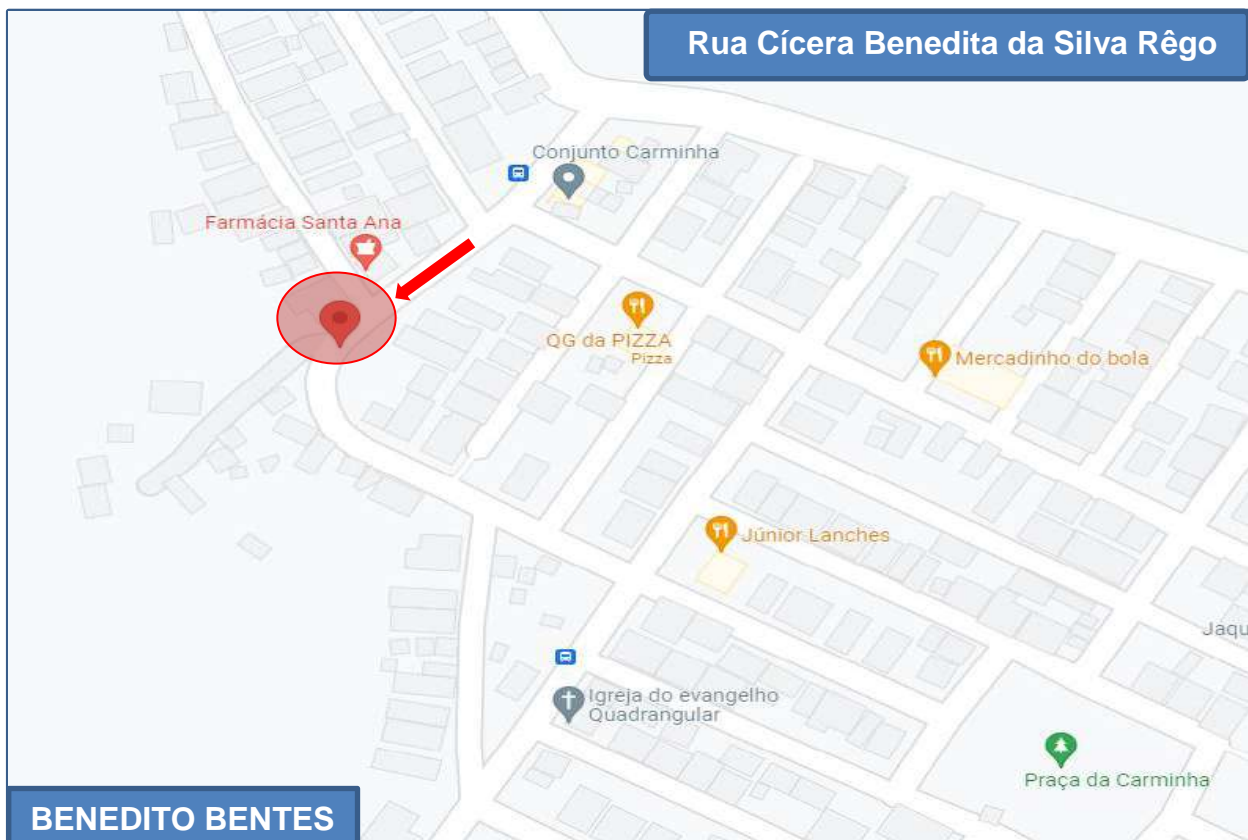 Rua Cícera Benedita da Silva Rêgo
Conjunto Carminha
Farmácia Santa Ana
QG da PIZZA
Pizza
Mercadinho do bola
Júnior Lanches
Jaqu
Igreja do evangelho
Quadrangular
Praça da Carminha
BENEDITO BENTES